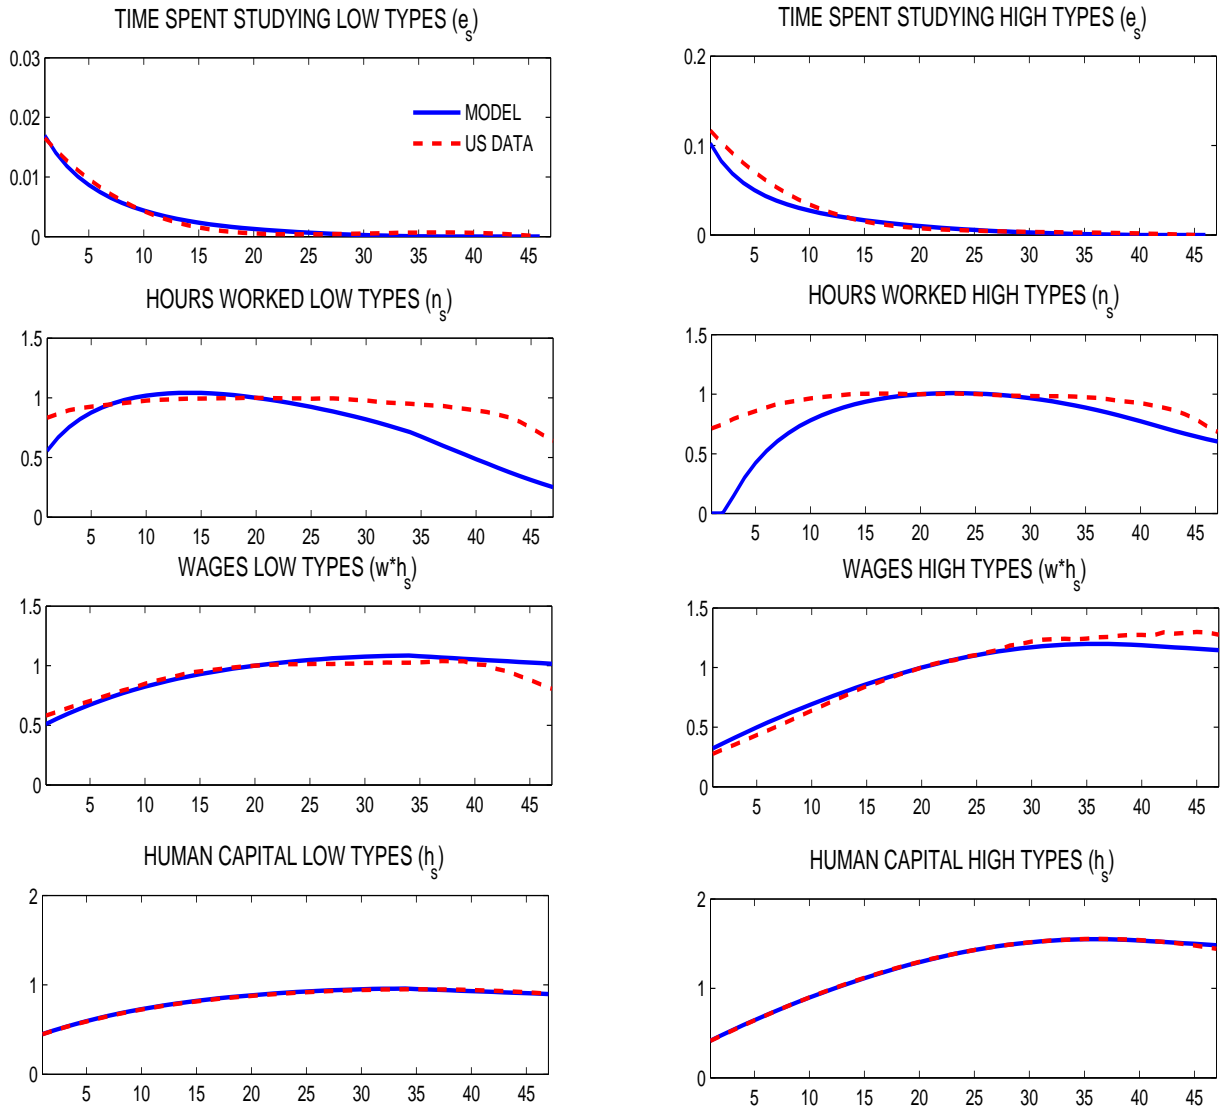 TIME SPENT STUDYING LOW TYPES (e_s)
0.03
0.02
0.01
0
5 10 15 20 25 30 35 40 45
MODEL
US DATA
TIME SPENT STUDYING HIGH TYPES (e_s)
0.2
0.1
0
5 10 15 20 25 30 35 40 45
HOURS WORKED LOW TYPES (n_s)
1.5
1
0.5
0
5 10 15 20 25 30 35 40 45
HOURS WORKED HIGH TYPES (n_s)
1.5
1
0.5
0
5 10 15 20 25 30 35 40 45
WAGES LOW TYPES (w*h_s)
1.5
1
0.5
0
5 10 15 20 25 30 35 40 45
WAGES HIGH TYPES (w*h_s)
1.5
1
0.5
0
5 10 15 20 25 30 35 40 45
HUMAN CAPITAL LOW TYPES (h_s)
2
1
0
5 10 15 20 25 30 35 40 45
HUMAN CAPITAL HIGH TYPES (h_s)
2
1
0
5 10 15 20 25 30 35 40 45